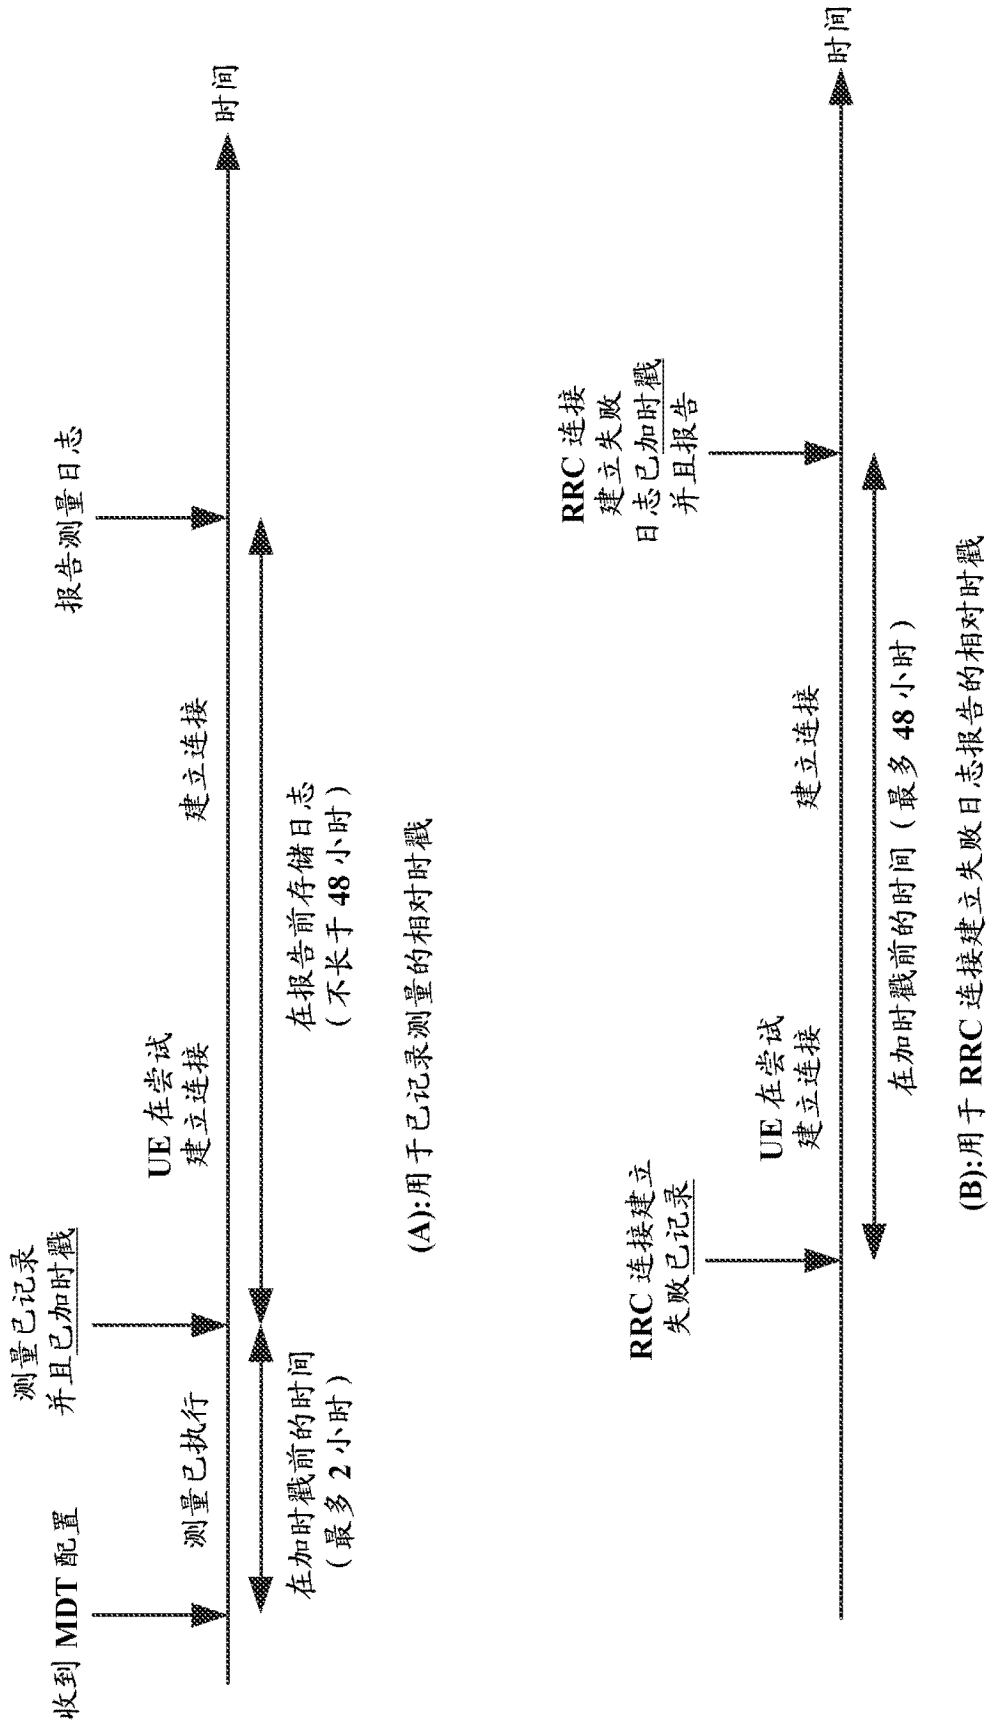 收到 MDT 配置
测量已执行
测量已记录
并且已加时戳
UE 在尝试
建立连接
建立连接
报告测量日志
时间
在加时戳前的时间
（最多 2 小时）
在报告前存储日志
（不长于 48 小时）
(A):用于已记录测量的相对时戳
RRC 连接建立
失败已记录
UE 在尝试
建立连接
建立连接
RRC 连接
建立失败
日志已加时戳
并且报告
时间
在加时戳前的时间（最多 48 小时）
(B):用于 RRC 连接建立失败日志报告的相对时戳